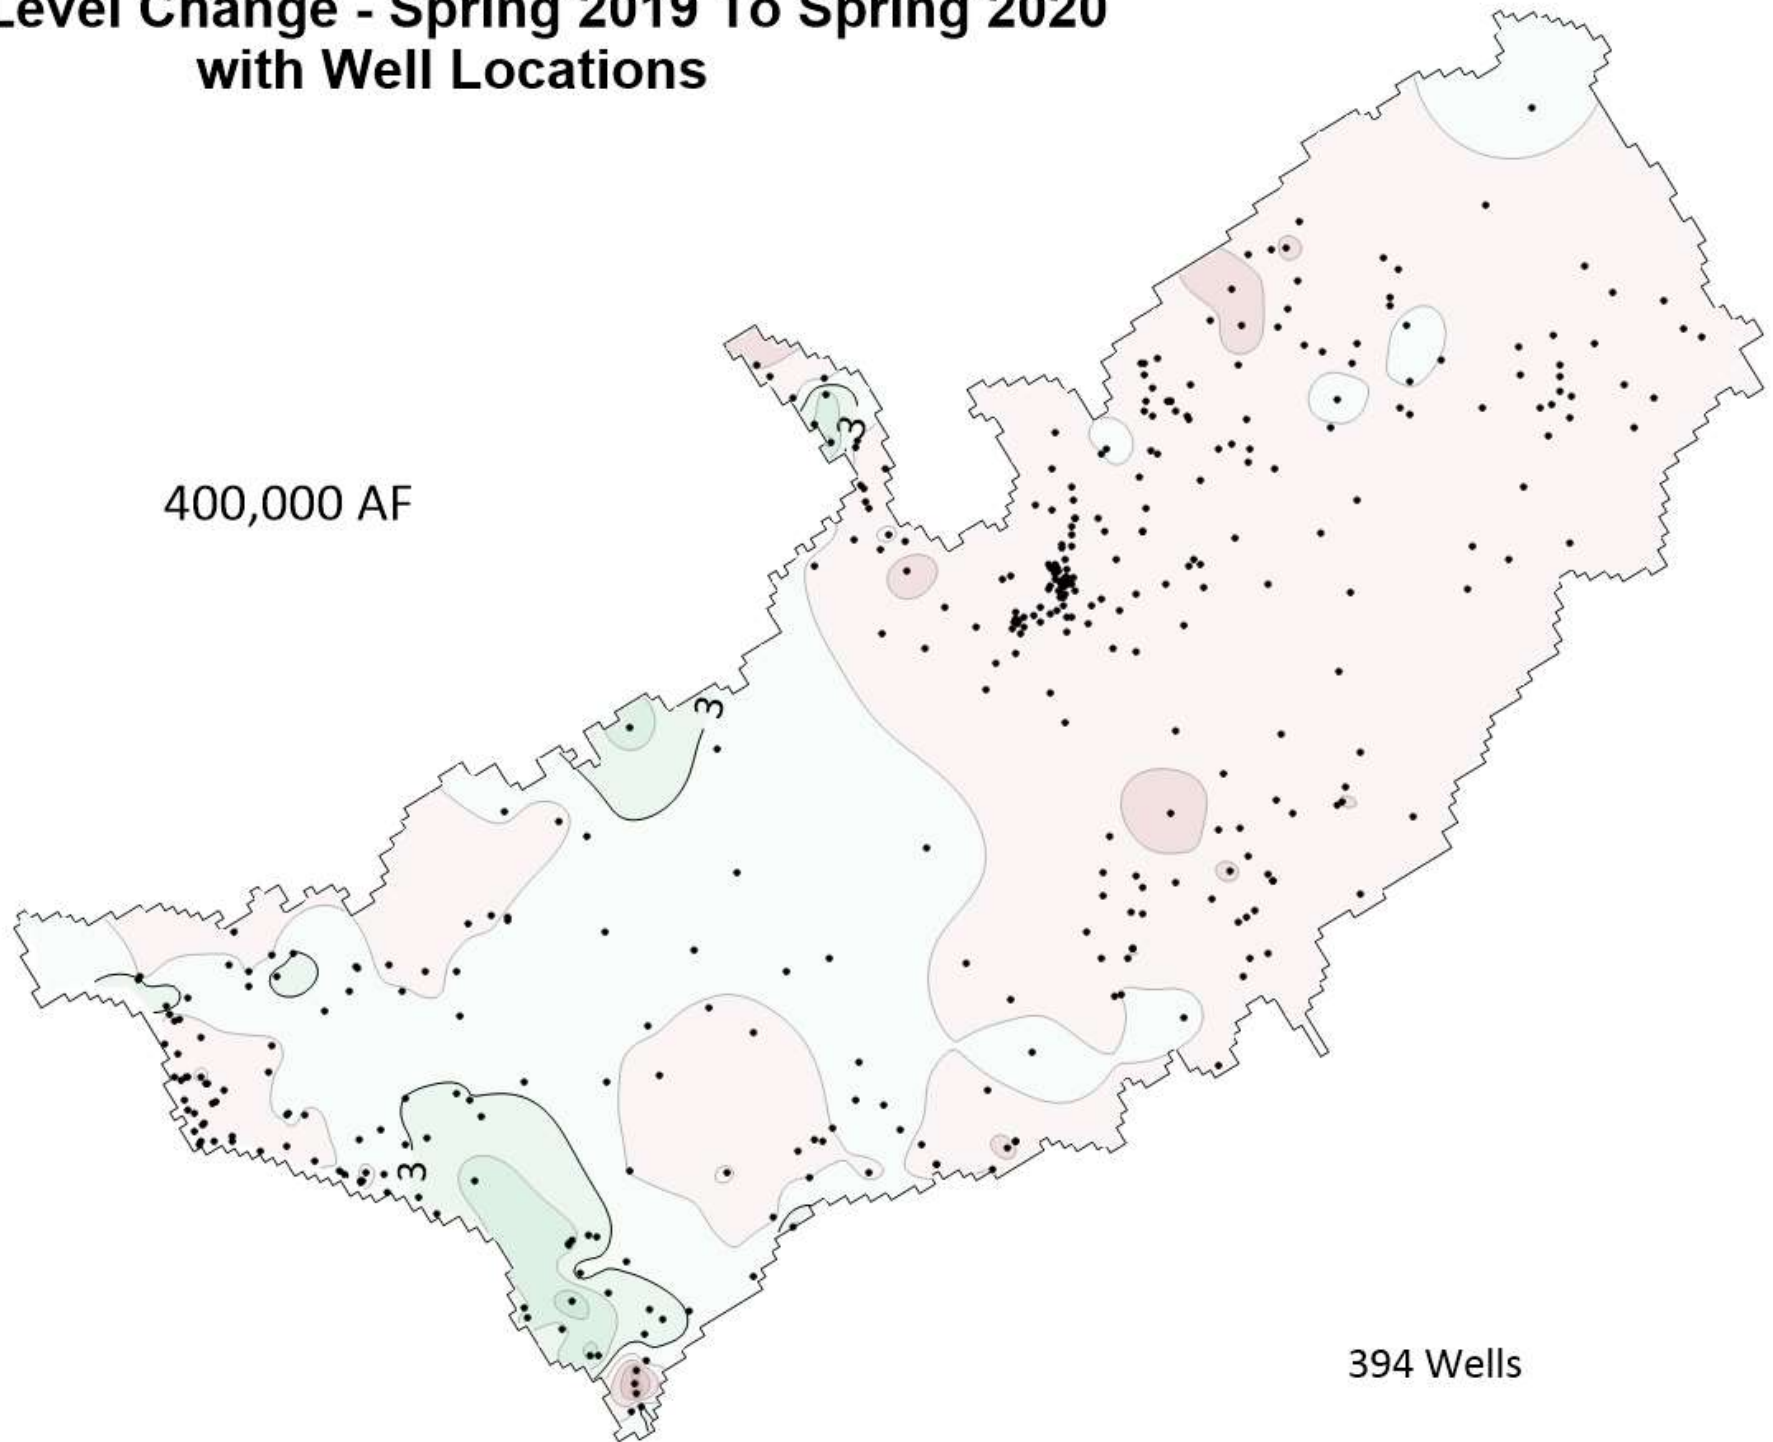 Level Change - Spring 2019 To Spring 2020
with Well Locations
3
400,000 AF
3
3
394 Wells